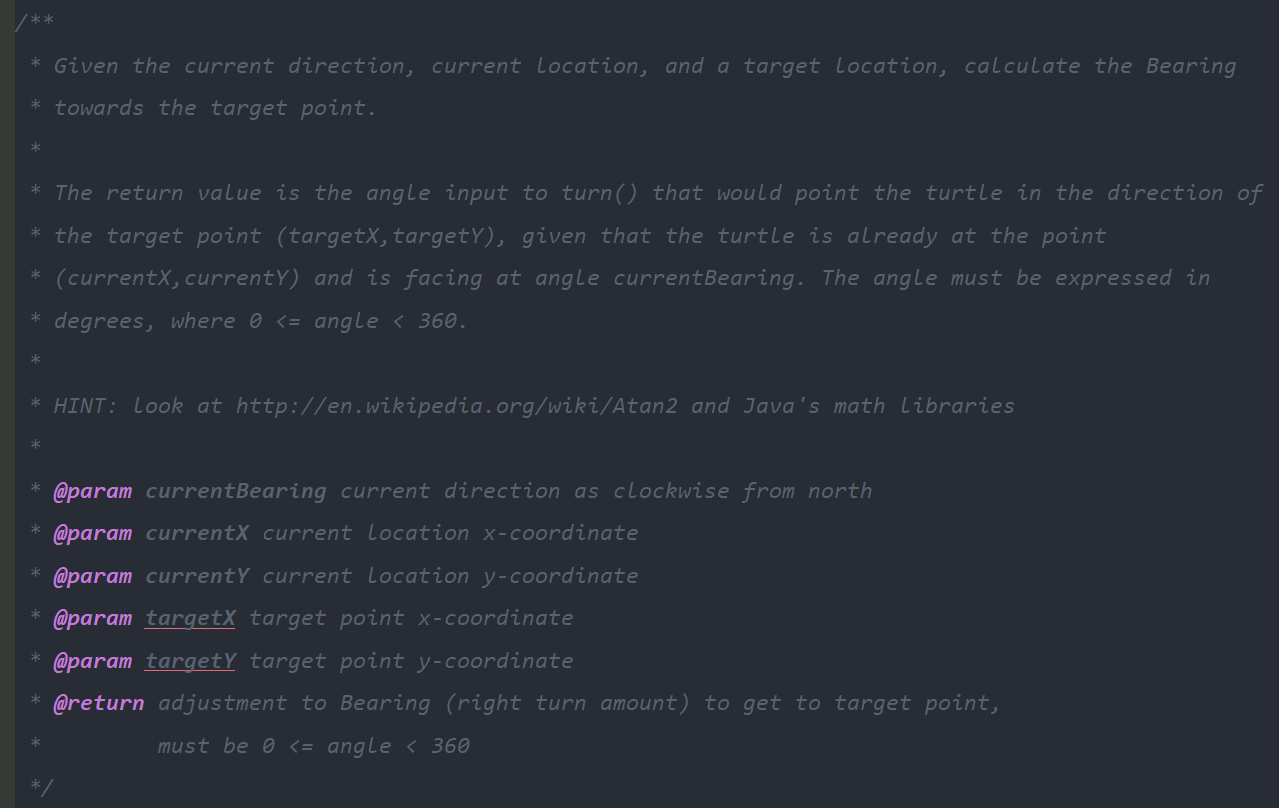 /**
* Given the current direction, current location, and a target location, calculate the Bearing
* towards the target point.
*
* The return value is the angle input to turn() that would point the turtle in the direction of
* the target point (targetX,targetY), given that the turtle is already at the point
* (currentX,currentY) and is facing at angle currentBearing. The angle must be expressed in
* degrees, where 0 <= angle < 360.
*
* HINT: look at http://en.wikipedia.org/wiki/Atan2 and Java's math libraries
*
* @param currentBearing current direction as clockwise from north
* @param currentX current location x-coordinate
* @param currentY current location y-coordinate
* @param targetX target point x-coordinate
* @param targetY target point y-coordinate
* @return adjustment to Bearing (right turn amount) to get to target point,
*         must be 0 <= angle < 360
*/